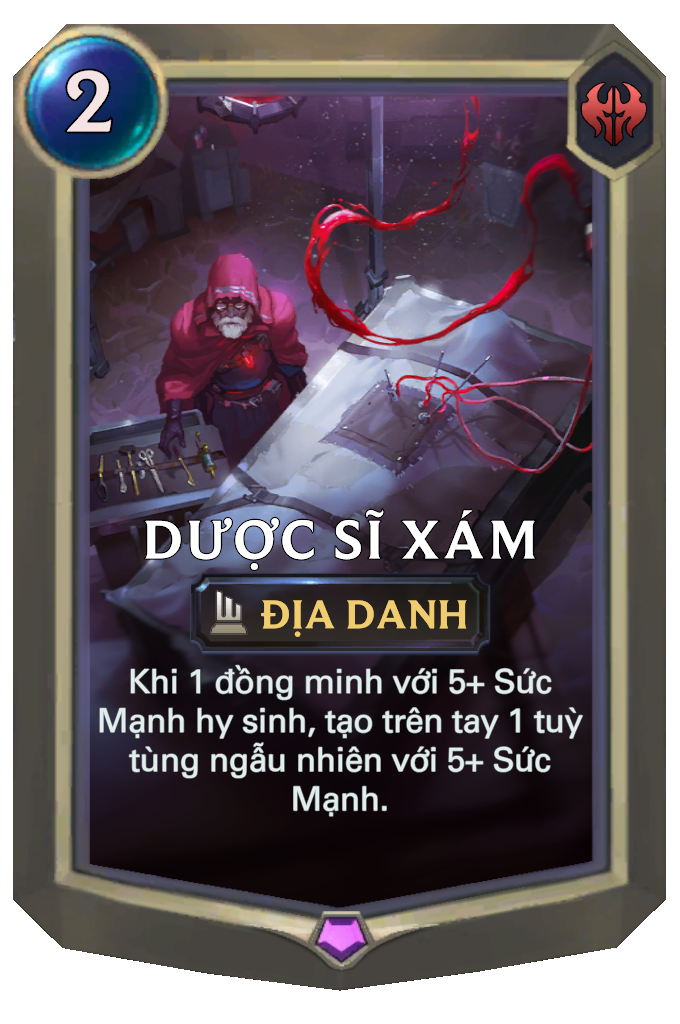 2
DƯỢC SĨ XÁM
ĐỊA DANH
Khi 1 đồng minh với 5+ Sức
Mạnh hy sinh, tạo trên tay 1 tuỳ
tùng ngẫu nhiên với 5+ Sức
Mạnh.